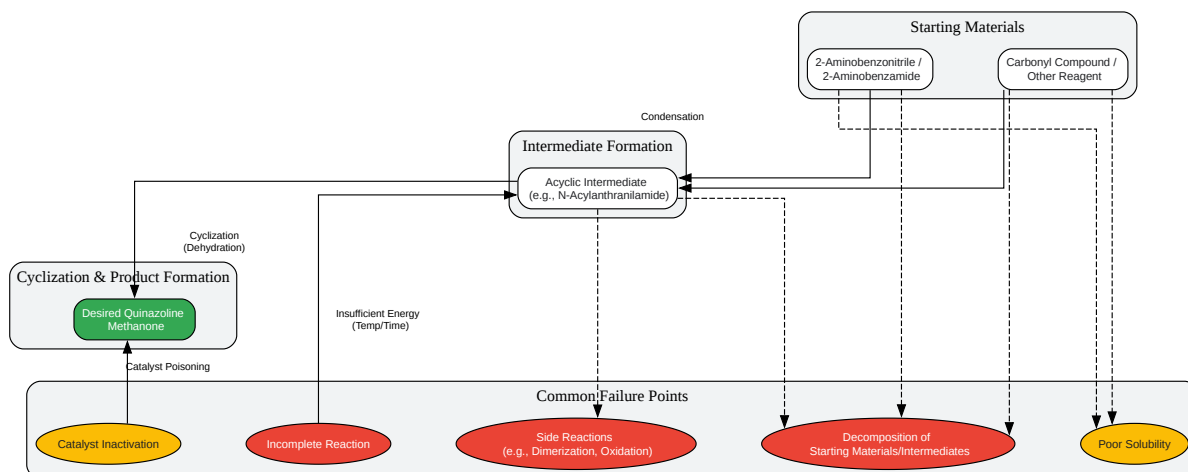 Starting Materials
2-Aminobenzonitrile /
2-Aminobenzamide
Carbonyl Compound /
Other Reagent
Condensation
Intermediate Formation
Acyclic Intermediate
(e.g., N-Acylanthranilamide)
Cyclization
(Dehydration)
Cyclization & Product Formation
Desired Quinazoline
Methanone
Insufficient Energy
(Temp/Time)
Catalyst Poisoning
Common Failure Points
Catalyst Inactivation
Incomplete Reaction
Side Reactions
(e.g., Dimerization, Oxidation)
Decomposition of
Starting Materials/Intermediates
Poor Solubility